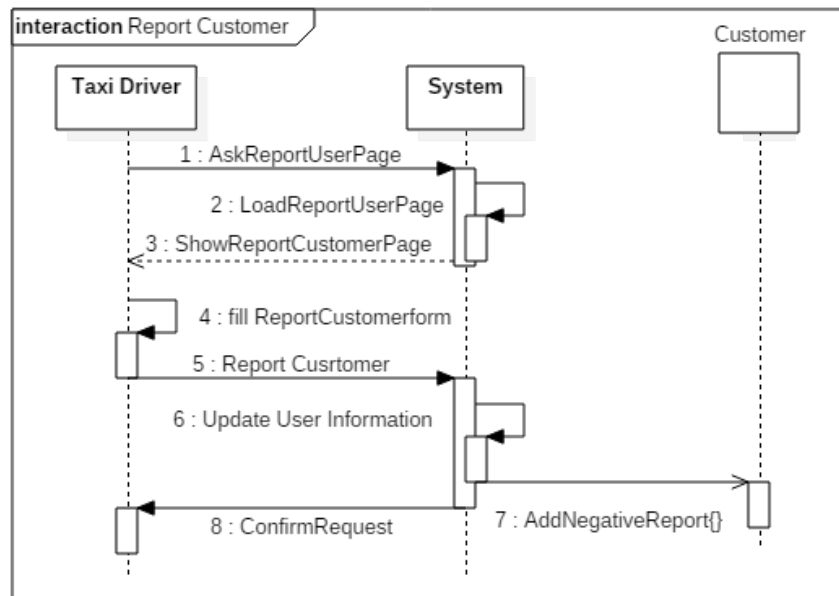 interaction Report Customer
Customer
Taxi Driver
System
1 : AskReportUserPage
2 : LoadReportUserPage
3 : ShowReportCustomerPage
4 : fill ReportCustomerform
5 : Report Cusrtomer
6 : Update User Information
7 : AddNegativeReport{}
8 : ConfirmRequest